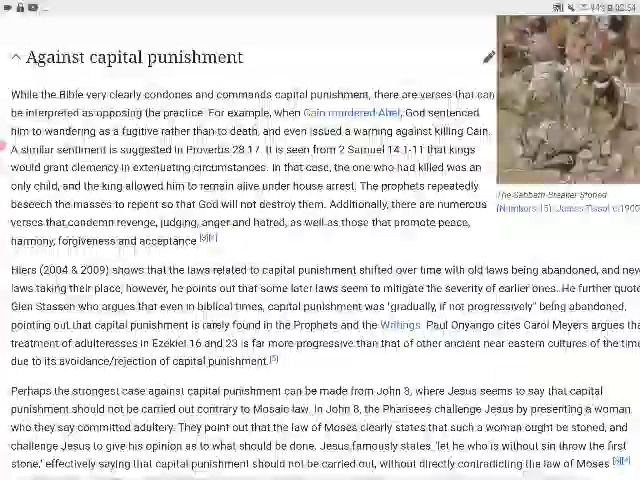 44% 02:54
Against capital punishment
While the Bible very clearly condones and commands capital punishment, there are verses that can
be interpreted as opposing the practice. For example, when Cain murdered Abel, God sentenced
him to wandering as a fugitive rather than to death, and even issued a warning against killing Cain.
A similar sentiment is suggested in Proverbs 28:17. It is seen from 2 Samuel 14:1-11 that kings
would grant clemency in extenuating circumstances. In that case, the one who had killed was an
only child, and the king allowed him to remain alive under house arrest. The prophets repeatedly
beseech the masses to repent so that God will not destroy them. Additionally, there are numerous
verses that condemn revenge, judging, anger and hatred, as well as those that promote peace,
harmony, forgiveness and acceptance.[3][4]
The Sabbath-Breaker Stoned
(Numbers 15). James Tissot c.1900
Hiers (2004 & 2009) shows that the laws related to capital punishment shifted over time with old laws being abandoned, and new
laws taking their place, however, he points out that some later laws seem to mitigate the severity of earlier ones. He further quote
Glen Stassen who argues that even in biblical times, capital punishment was "gradually, if not progressively" being abandoned,
pointing out that capital punishment is rarely found in the Prophets and the Writings. Paul Onyango cites Carol Meyers argues tha
treatment of adulteresses in Ezekiel 16 and 23 is far more progressive than that of other ancient near eastern cultures of the time
due to its avoidance/rejection of capital punishment.[5]
Perhaps the strongest case against capital punishment can be made from John 8, where Jesus seems to say that capital
punishment should not be carried out contrary to Mosaic law. In John 8, the Pharisees challenge Jesus by presenting a woman
who they say committed adultery. They point out that the law of Moses clearly states that such a woman ought be stoned, and
challenge Jesus to give his opinion as to what should be done. Jesus famously states 'let he who is without sin throw the first
stone,' effectively saying that capital punishment should not be carried out, without directly contradicting the law of Moses